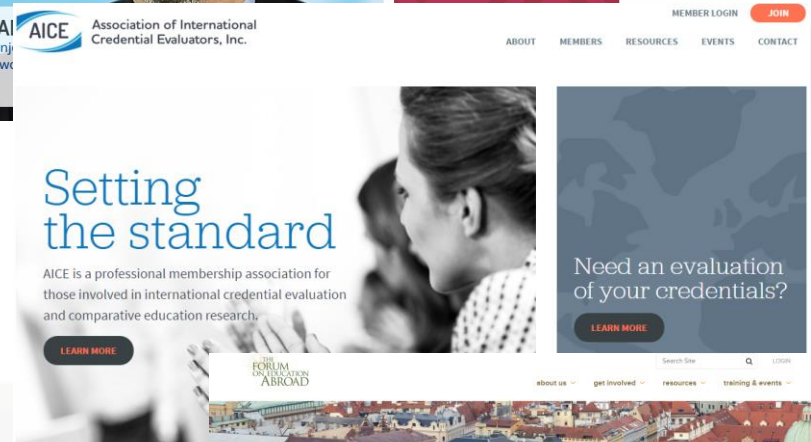 AICE
Association of International
Credential Evaluators, Inc.
MEMBER LOGIN
JOIN
ABOUT MEMBERS RESOURCES EVENTS CONTACT
Setting
the standard
AICE is a professional membership association for
those involved in international credential evaluation
and comparative education research.
LEARN MORE
Need an evaluation
of your credentials?
LEARN MORE
THE
FORUM
ON EDUCATION
ABROAD
Search Site
LOGIN
about us get involved resources training & events